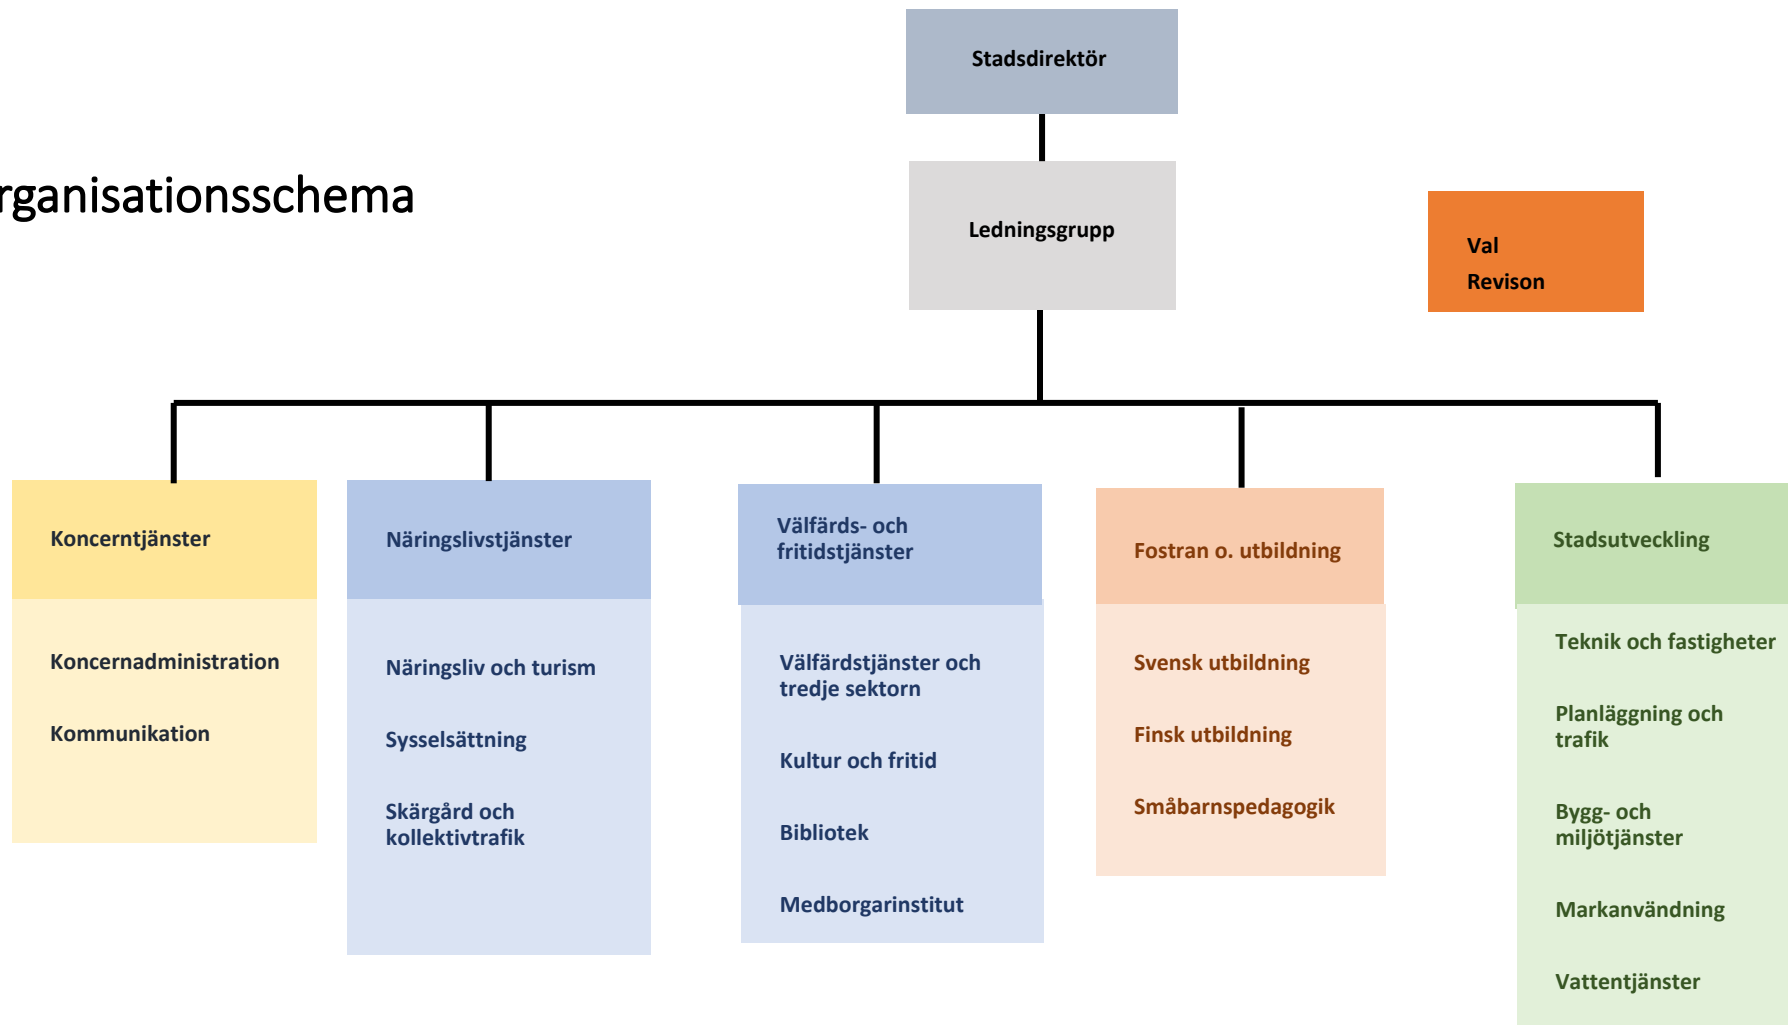 Stadsdirektör
rganisationsschema
Ledningsgrupp
Val
Revison
Koncerntjänster
Koncernadministration
Kommunikation
Näringslivstjänster
Näringsliv och turism
Sysselsättning
Skärgård och
kollektivtrafik
Välfärds- och
fritidstjänster
Välfärdstjänster och
tredje sektorn
Kultur och fritid
Bibliotek
Medborgarinstitut
Fostran o. utbildning
Svensk utbildning
Finsk utbildning
Småbarnspedagogik
Stadsutveckling
Teknik och fastigheter
Planläggning och
trafik
Bygg- och
miljötjänster
Markanvändning
Vattentjänster